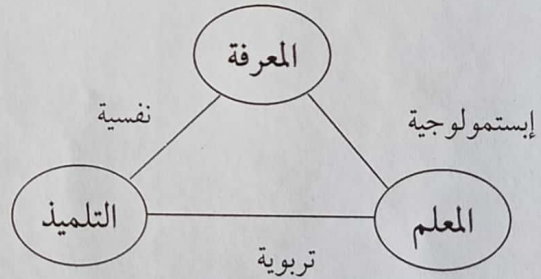 المعرفة
نفسية
إبستمولوجية
المعلم
التلميذ
تربوية